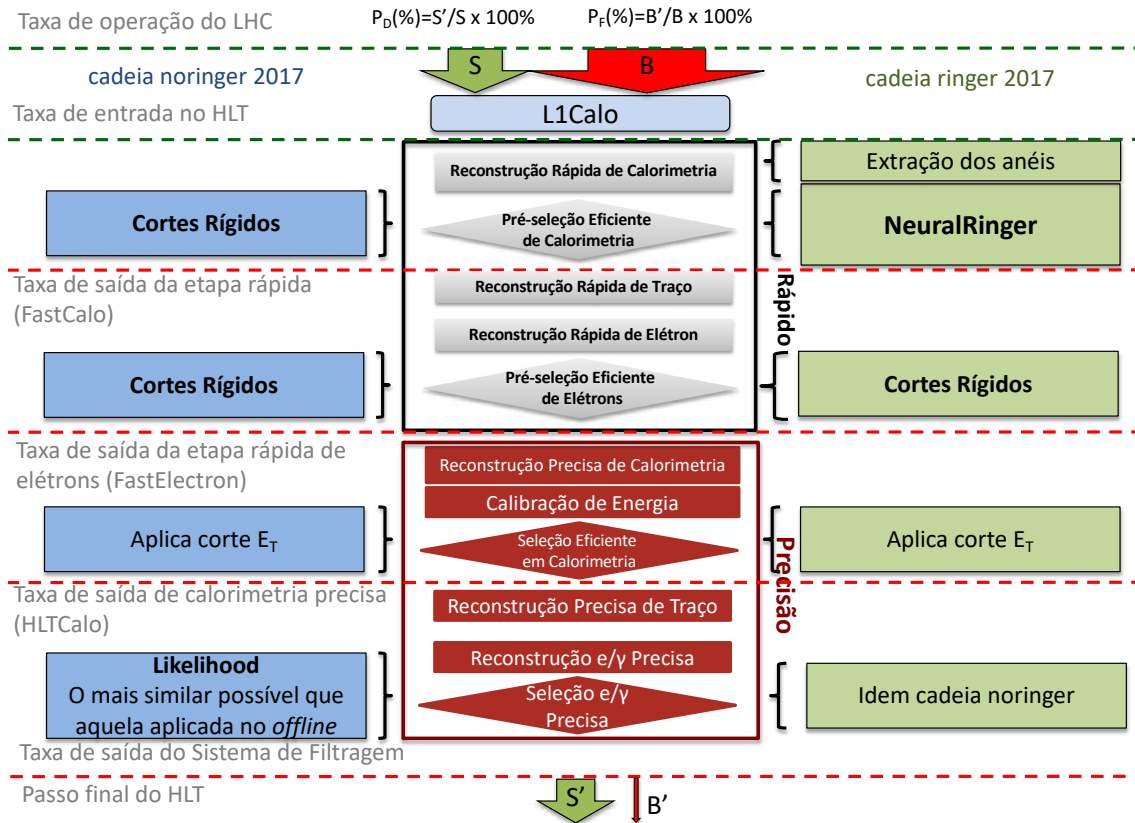 Taxa de operação do LHC
P_D(%)=S’/S x 100%
P_F(%)=B’/B x 100%
cadeia noringer 2017
S
B
cadeia ringer 2017
Taxa de entrada no HLT
L1Calo
Reconstrução Rápida de Calorimetria
Extração dos anéis
Cortes Rígidos
Pré-seleção Eficiente
de Calorimetria
NeuralRinger
Taxa de saída da etapa rápida
(FastCalo)
Reconstrução Rápida de Traço
Rápido
Reconstrução Rápida de Elétron
Cortes Rígidos
Pré-seleção Eficiente
de Elétrons
Cortes Rígidos
Taxa de saída da etapa rápida de
elétrons (FastElectron)
Reconstrução Precisa de Calorimetria
Calibração de Energia
Aplica corte E_T
Seleção Eficiente
em Calorimetria
Aplica corte E_T
Precisão
Taxa de saída de calorimetria precisa
(HLTCalo)
Reconstrução Precisa de Traço
Reconstrução e/γ Precisa
Likelihood
O mais similar possível que
aquela aplicada no offline
Seleção e/γ
Precisa
Idem cadeia noringer
Taxa de saída do Sistema de Filtragem
Passo final do HLT
S’
B’